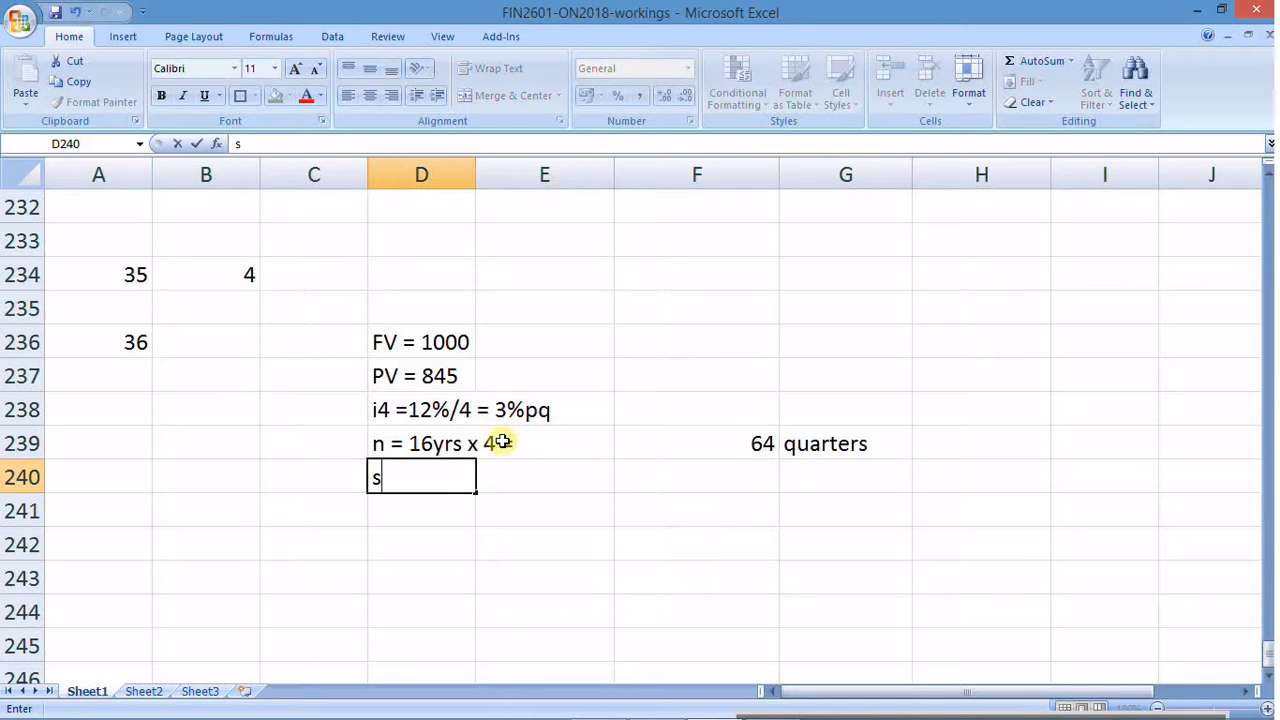 FIN2601-ON2018-workings - Microsoft Excel
Home Insert Page Layout Formulas Data Review View Add-Ins
Paste
Cut
Copy
Format Painter
Clipboard
Calibri 11
B I U
Font
Wrap Text
Merge & Center
Alignment
General
Number
Conditional Formatting
Format as Table
Cell Styles
Styles
Insert
Delete
Format
Cells
AutoSum
Fill
Clear
Sort & Filter
Find & Select
Editing
D240 fx s
A B C D E F G H I J
232
233
234 35 4
235
236 36 FV = 1000
237 PV = 845
238 i4 =12%/4 = 3%pq
239 n = 16yrs x 4 = 64 quarters
240 s
241
242
243
244
245
246
Sheet1 Sheet2 Sheet3
Enter 180%